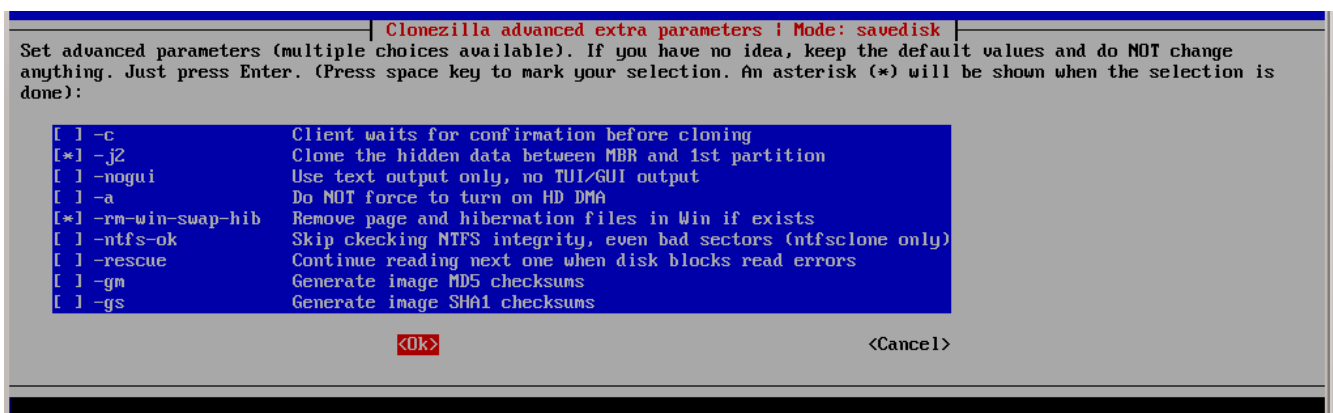 Clonezilla advanced extra parameters | Mode: savedisk
Set advanced parameters (multiple choices available). If you have no idea, keep the default values and do NOT change
anything. Just press Enter. (Press space key to mark your selection. An asterisk (*) will be shown when the selection is
done):
[ ] -c Client waits for confirmation before cloning
[*] -j2 Clone the hidden data between MBR and 1st partition
[ ] -nogui Use text output only, no TUI/GUI output
[ ] -a Do NOT force to turn on HD DMA
[*] -rm-win-swap-hib Remove page and hibernation files in Win if exists
[ ] -ntfs-ok Skip ckecking NTFS integrity, even bad sectors (ntfsclone only)
[ ] -rescue Continue reading next one when disk blocks read errors
[ ] -gm Generate image MD5 checksums
[ ] -gs Generate image SHA1 checksums
<Ok> <Cancel>